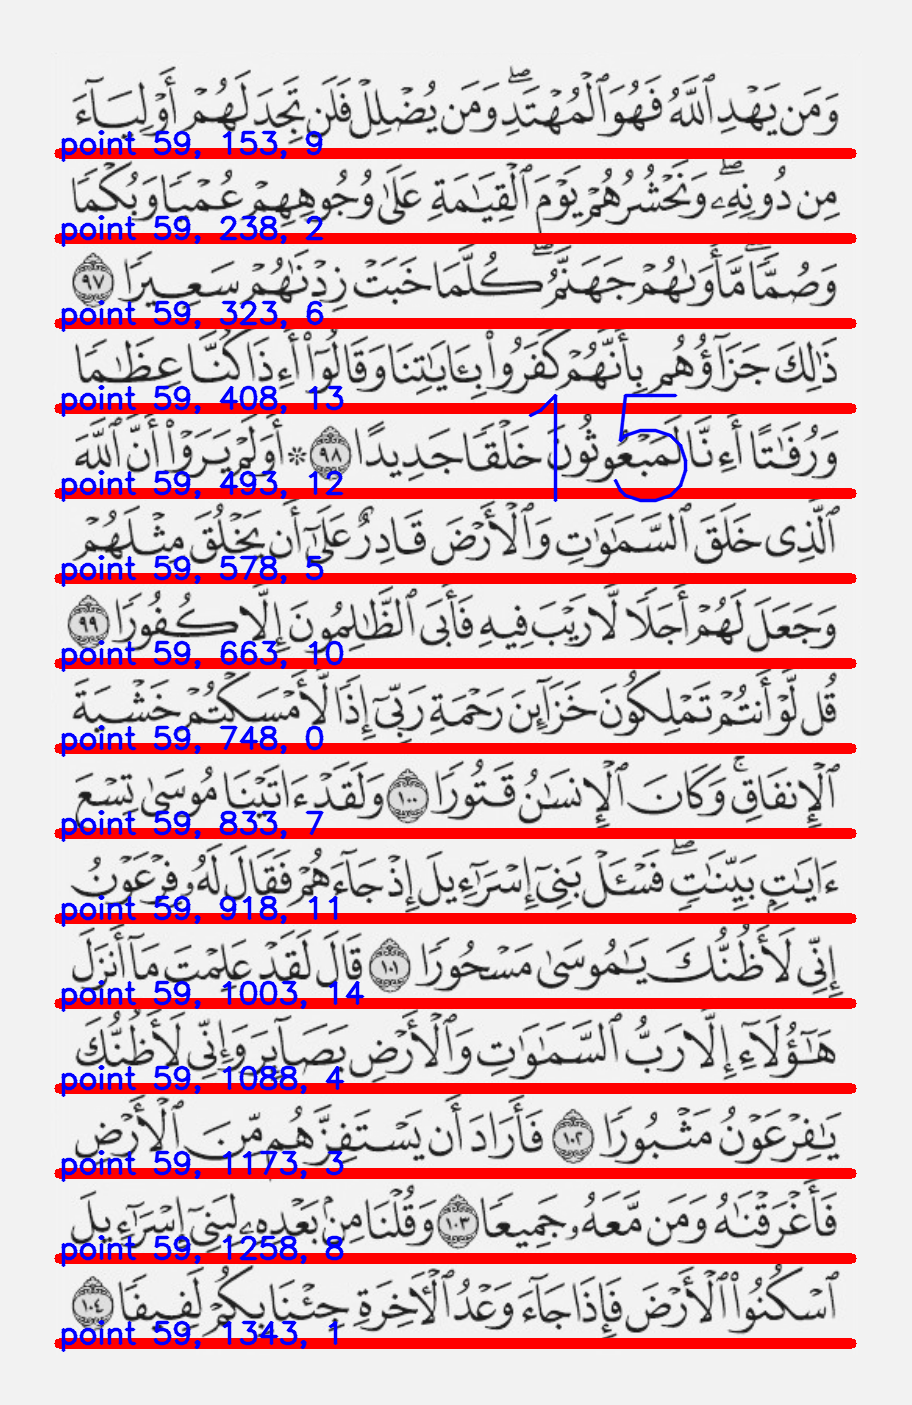 وَمَن يَهْدِ ٱللَّهُ فَهُوَ ٱلْمُهْتَدِۖ وَمَن يُضْلِلْ فَلَن تَجِدَ لَهُمْ أَوْلِيَآءَ
point 59, 153, 9
مِن دُونِهِۦۖ وَنَحْشُرُهُمْ يَوْمَ ٱلْقِيَٰمَةِ عَلَىٰ وُجُوهِهِمْ عُمْيًا وَبُكْمًا
point 59, 238, 2
وَصُمًّاۖ مَّأْوَىٰهُمْ جَهَنَّمُۖ كُلَّمَا خَبَتْ زِدْنَٰهُمْ سَعِيرًا ٩٧
point 59, 323, 6
ذَٰلِكَ جَزَآؤُهُم بِأَنَّهُمْ كَفَرُوا۟ بِـَٔايَٰتِنَا وَقَالُوٓا۟ أَءِذَا كُنَّا عِظَٰمًا
point 59, 408, 13
15
وَرُفَٰتًا أَءِنَّا لَمَبْعُوثُونَ خَلْقًا جَدِيدًا ٩٨ ۞ أَوَلَمْ يَرَوْا۟ أَنَّ ٱللَّهَ
point 59, 493, 12
ٱلَّذِى خَلَقَ ٱلسَّمَٰوَٰتِ وَٱلْأَرْضَ قَادِرٌ عَلَىٰٓ أَن يَخْلُقَ مِثْلَهُمْ
point 59, 578, 5
وَجَعَلَ لَهُمْ أَجَلًا لَّا رَيْبَ فِيهِ فَأَبَى ٱلظَّٰلِمُونَ إِلَّا كُفُورًا ٩٩
point 59, 663, 10
قُل لَّوْ أَنتُمْ تَمْلِكُونَ خَزَآئِنَ رَحْمَةِ رَبِّىٓ إِذًا لَّأَمْسَكْتُمْ خَشْيَةَ
point 59, 748, 0
ٱلْإِنفَاقِۚ وَكَانَ ٱلْإِنسَٰنُ قَتُورًا ١٠٠ وَلَقَدْ ءَاتَيْنَا مُوسَىٰ تِسْعَ
point 59, 833, 7
ءَايَٰتٍۭ بَيِّنَٰتٍۖ فَسْـَٔلْ بَنِىٓ إِسْرَٰٓءِيلَ إِذْ جَآءَهُمْ فَقَالَ لَهُۥ فِرْعَوْنُ
point 59, 918, 11
إِنِّى لَأَظُنُّكَ يَٰمُوسَىٰ مَسْحُورًا ١٠١ قَالَ لَقَدْ عَلِمْتَ مَآ أَنزَلَ
point 59, 1003, 14
هَٰٓؤُلَآءِ إِلَّا رَبُّ ٱلسَّمَٰوَٰتِ وَٱلْأَرْضِ بَصَآئِرَ وَإِنِّى لَأَظُنُّكَ
point 59, 1088, 4
يَٰفِرْعَوْنُ مَثْبُورًا ١٠٢ فَأَرَادَ أَن يَسْتَفِزَّهُم مِّنَ ٱلْأَرْضِ
point 59, 1173, 3
فَأَغْرَقْنَٰهُ وَمَن مَّعَهُۥ جَمِيعًا ١٠٣ وَقُلْنَا مِنۢ بَعْدِهِۦ لِبَنِىٓ إِسْرَٰٓءِيلَ
point 59, 1258, 8
ٱسْكُنُوا۟ ٱلْأَرْضَ فَإِذَا جَآءَ وَعْدُ ٱلْـَٔاخِرَةِ جِئْنَا بِكُمْ لَفِيفًا ١٠٤
point 59, 1343, 1